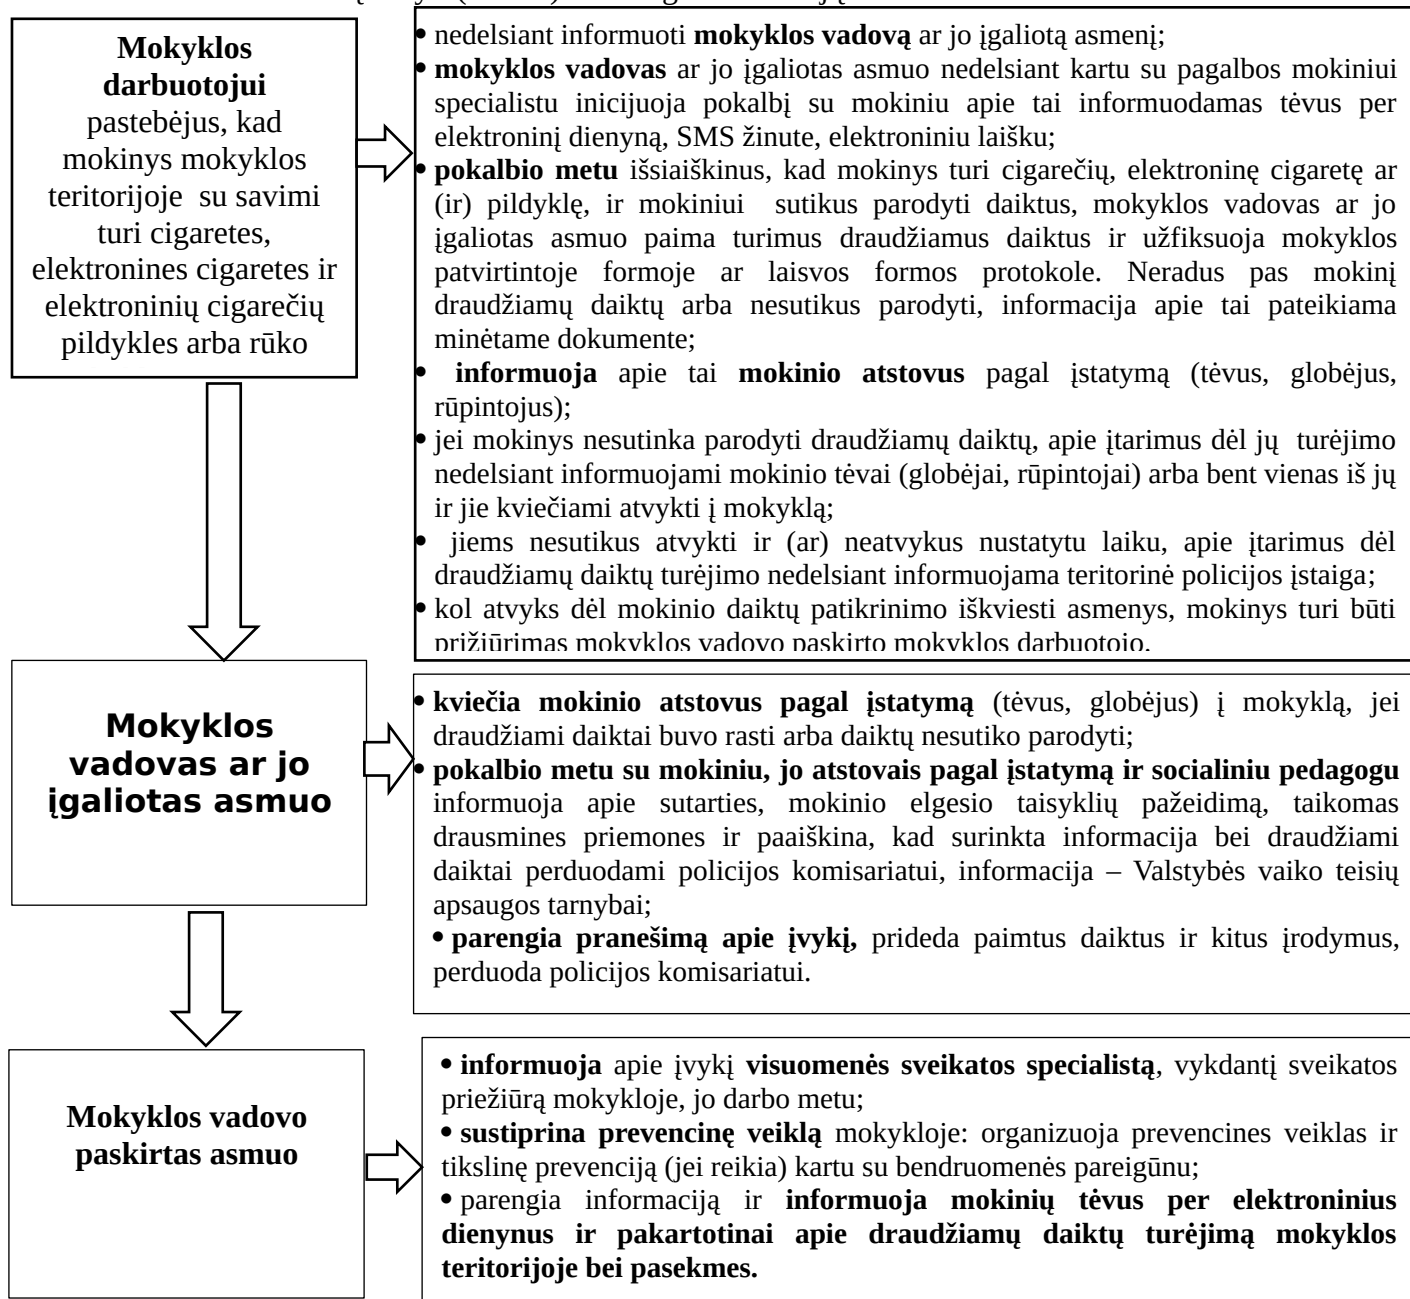 Mokyklos
darbuotojui
pastebėjus, kad
mokinys mokyklos
teritorijoje su savimi
turi cigaretes,
elektronines cigaretes ir
elektroninių cigarečių
pildykles arba rūko
• nedelsiant informuoti mokyklos vadovą ar jo įgaliotą asmenį;
• mokyklos vadovas ar jo įgaliotas asmuo nedelsiant kartu su pagalbos mokiniui
specialistu inicijuoja pokalbį su mokiniu apie tai informuodamas tėvus per
elektroninį dienyną, SMS žinute, elektroniniu laišku;
• pokalbio metu išsiaiškinus, kad mokinys turi cigarečių, elektroninę cigaretę ar
(ir) pildyklę, ir mokiniui sutikus parodyti daiktus, mokyklos vadovas ar jo
įgaliotas asmuo paima turimus draudžiamus daiktus ir užfiksuoja mokyklos
patvirtintoje formoje ar laisvos formos protokole. Neradus pas mokinį
draudžiamų daiktų arba nesutikus parodyti, informacija apie tai pateikiama
minėtame dokumente;
• informuoja apie tai mokinio atstovus pagal įstatymą (tėvus, globėjus,
rūpintojus);
• jei mokinys nesutinka parodyti draudžiamų daiktų, apie įtarimus dėl jų turėjimo
nedelsiant informuojami mokinio tėvai (globėjai, rūpintojai) arba bent vienas iš jų
ir jie kviečiami atvykti į mokyklą;
• jiems nesutikus atvykti ir (ar) neatvykus nustatytu laiku, apie įtarimus dėl
draudžiamų daiktų turėjimo nedelsiant informuojama teritorinė policijos įstaiga;
• kol atvyks dėl mokinio daiktų patikrinimo iškviesti asmenys, mokinys turi būti
prižiūrimas mokyklos vadovo paskirto mokyklos darbuotojo.
Mokyklos
vadovas ar jo
įgaliotas asmuo
• kviečia mokinio atstovus pagal įstatymą (tėvus, globėjus) į mokyklą, jei
draudžiami daiktai buvo rasti arba daiktų nesutiko parodyti;
• pokalbio metu su mokiniu, jo atstovais pagal įstatymą ir socialiniu pedagogu
informuoja apie sutarties, mokinio elgesio taisyklių pažeidimą, taikomas
drausmines priemones ir paaiškina, kad surinkta informacija bei draudžiami
daiktai perduodami policijos komisariatui, informacija – Valstybės vaiko teisių
apsaugos tarnybai;
• parengia pranešimą apie įvykį, prideda paimtus daiktus ir kitus įrodymus,
perduoda policijos komisariatui.
Mokyklos vadovo
paskirtas asmuo
• informuoja apie įvykį visuomenės sveikatos specialistą, vykdantį sveikatos
priežiūrą mokykloje, jo darbo metu;
• sustiprina prevencinę veiklą mokykloje: organizuoja prevencines veiklas ir
tikslinę prevenciją (jei reikia) kartu su bendruomenės pareigūnu;
• parengia informaciją ir informuoja mokinių tėvus per elektroninius
dienynus ir pakartotinai apie draudžiamų daiktų turėjimą mokyklos
teritorijoje bei pasekmes.